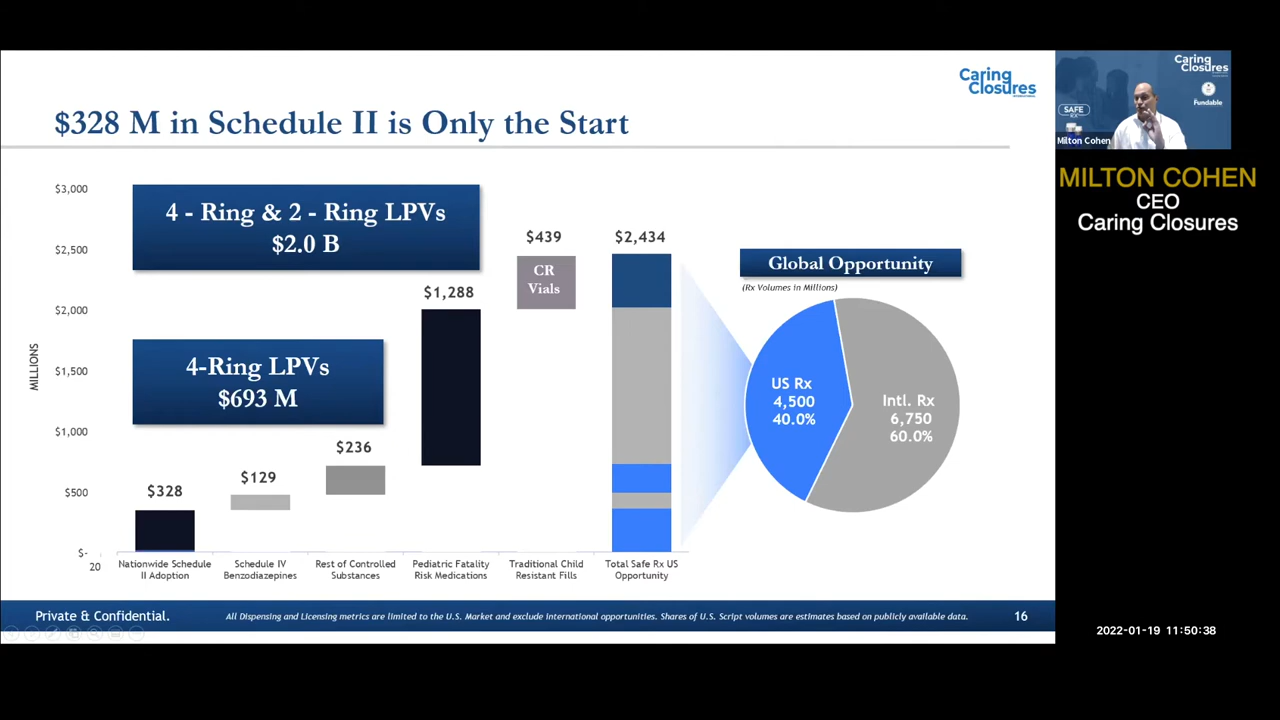 $328 M in Schedule II is Only the Start
Caring
Closures
INTERNATIONAL
4 - Ring & 2 - Ring LPVs
$2.0 B
4-Ring LPVs
$693 M
MILLIONS
$3,000
$2,500
$2,000
$1,500
$1,000
$500
$-
20
$328
$129
$236
$1,288
$439
CR
Vials
$2,434
Nationwide Schedule
II Adoption
Schedule IV
Benzodiazepines
Rest of Controlled
Substances
Pediatric Fatality
Risk Medications
Traditional Child
Resistant Fills
Total Safe Rx US
Opportunity
Global Opportunity
(Rx Volumes in Millions)
US Rx
4,500
40.0%
Intl. Rx
6,750
60.0%
Private & Confidential.
All Dispensing and Licensing metrics are limited to the U.S. Market and exclude international opportunities. Shares of U.S. Script volumes are estimates based on publicly available data.
16
Caring
Closures
Fundable
SAFE
RX
Milton Cohen
MILTON COHEN
CEO
Caring Closures
2022-01-19 11:50:38